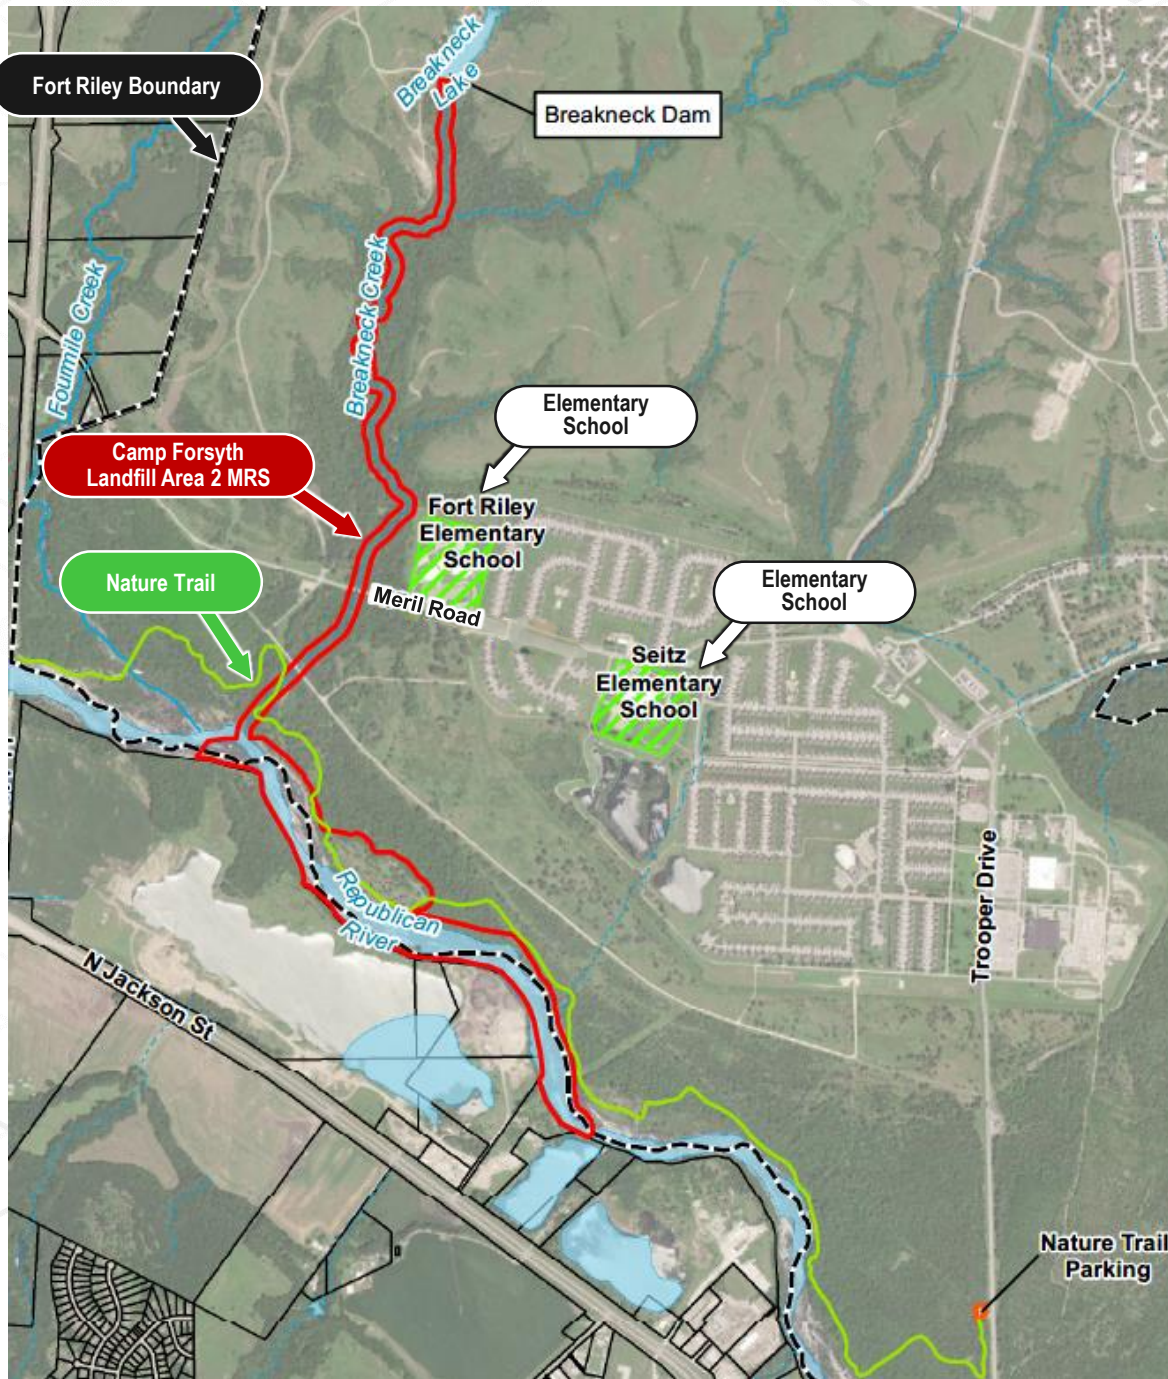 Breakneck
Lake
Fort Riley Boundary
Breakneck Dam
Fourmile Creek
Breakneck Creek
Elementary
School
Camp Forsyth
Landfill Area 2 MRS
Fort Riley
Elementary
School
Elementary
School
Nature Trail
Meril Road
Seitz
Elementary
School
Trooper Drive
Republican
River
N Jackson St
Nature Trail
Parking